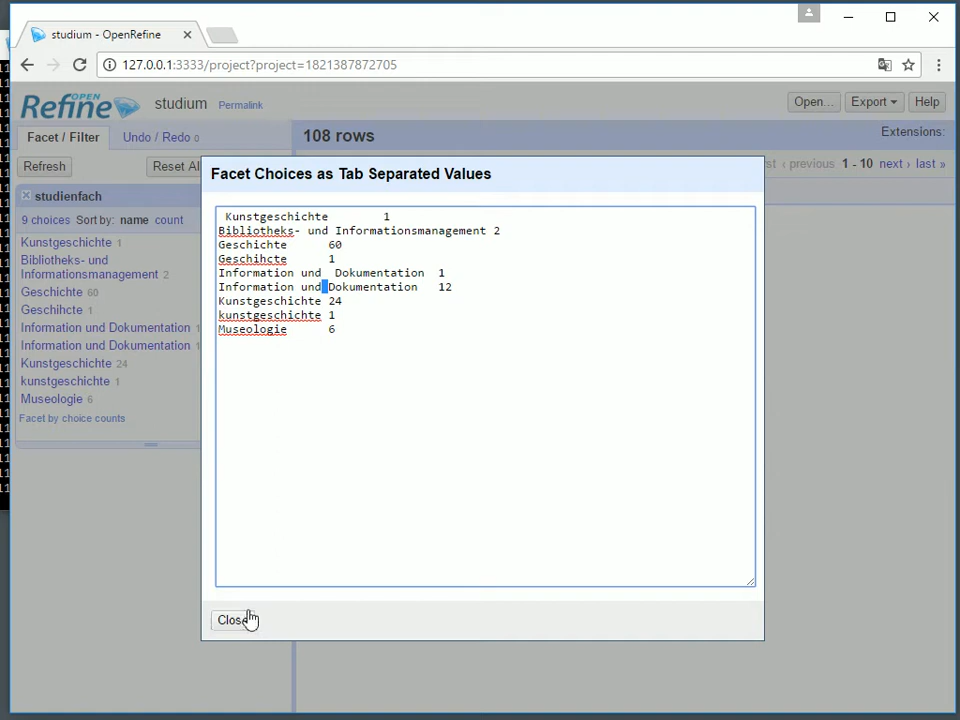 studium - OpenRefine
127.0.0.1:3333/project?project=1821387872705
OPEN
Refine studium Permalink Open... Export Help
Facet / Filter Undo / Redo 0 108 rows Extensions:
Refresh Reset Al
‹ previous 1 - 10 next › last »
studienfach
9 choices Sort by: name count
Kunstgeschichte 1
Bibliotheks- und
Informationsmanagement 2
Geschichte 60
Geschihcte 1
Information und Dokumentation 1
Information und Dokumentation 1
Kunstgeschichte 24
kunstgeschichte 1
Museologie 6
Facet by choice counts
Facet Choices as Tab Separated Values
Kunstgeschichte 1
Bibliotheks- und Informationsmanagement 2
Geschichte 60
Geschihcte 1
Information und  Dokumentation 1
Information und Dokumentation 12
Kunstgeschichte 24
kunstgeschichte 1
Museologie 6
Close